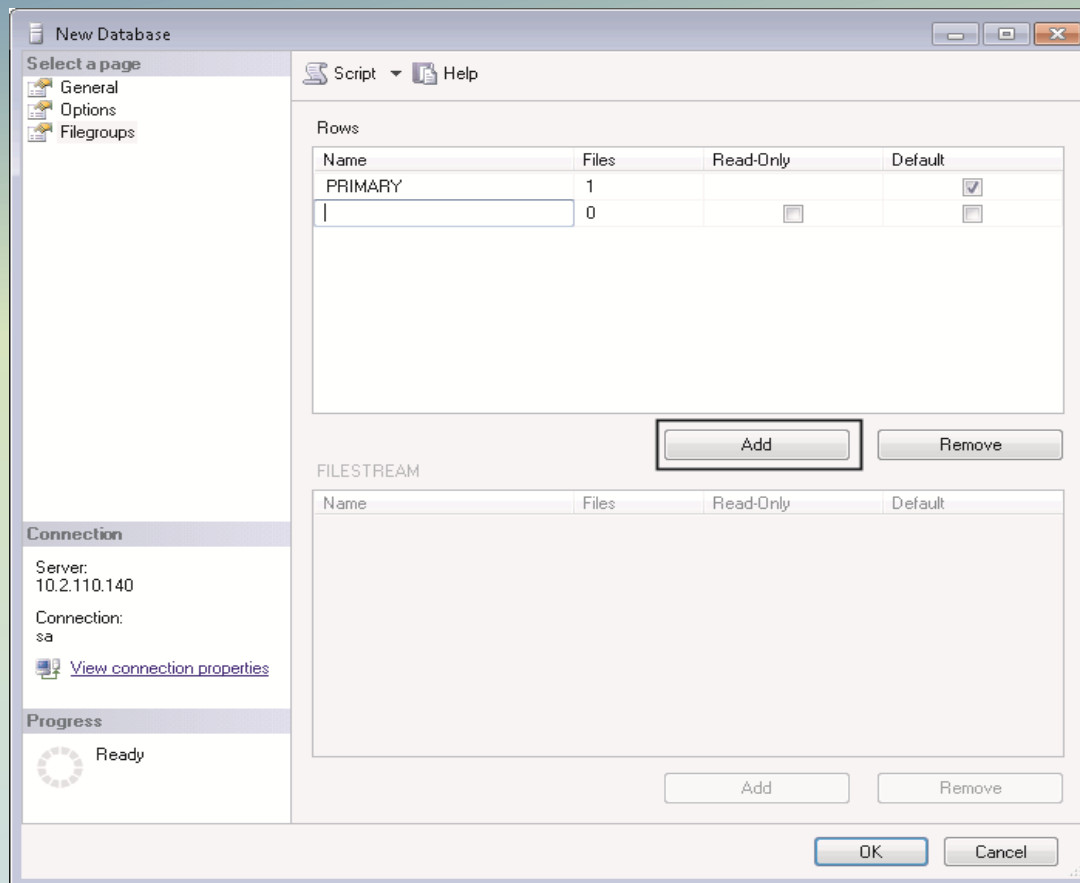 New Database
Select a page
General
Options
Filegroups
Script Help
Rows
Name Files Read-Only Default
PRIMARY 1
0
Add Remove
FILESTREAM
Name Files Read-Only Default
Add Remove
Connection
Server:
10.2.110.140
Connection:
sa
View connection properties
Progress
Ready
OK Cancel